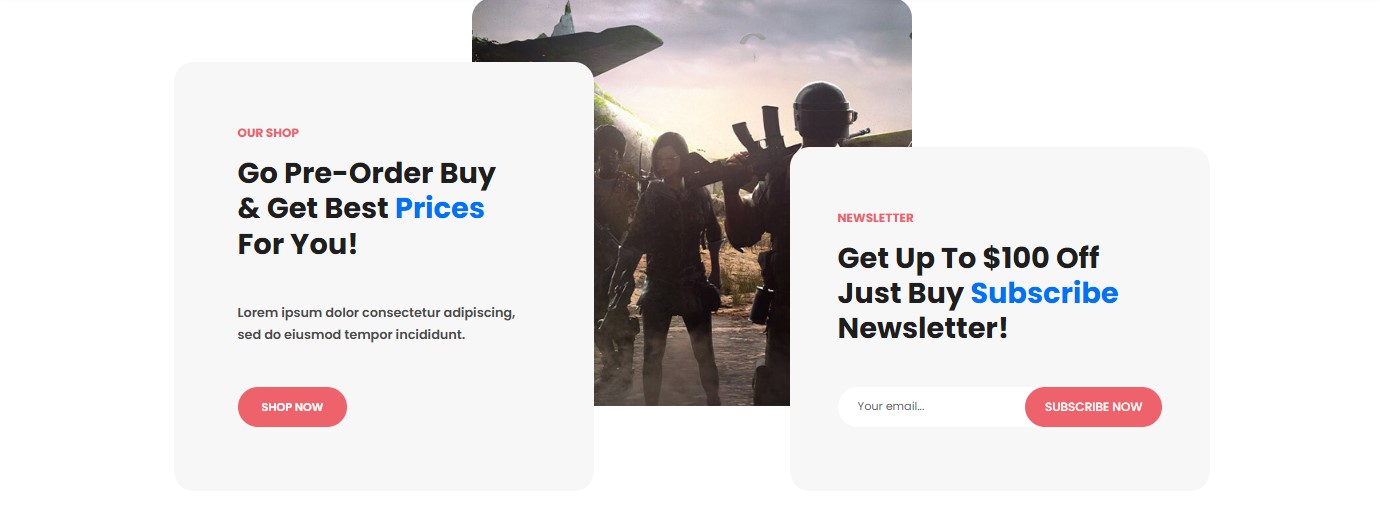 OUR SHOP
Go Pre-Order Buy
& Get Best Prices
For You!
Lorem ipsum dolor consectetur adipiscing,
sed do eiusmod tempor incididunt.
SHOP NOW
NEWSLETTER
Get Up To $100 Off
Just Buy Subscribe
Newsletter!
Your email...
SUBSCRIBE NOW